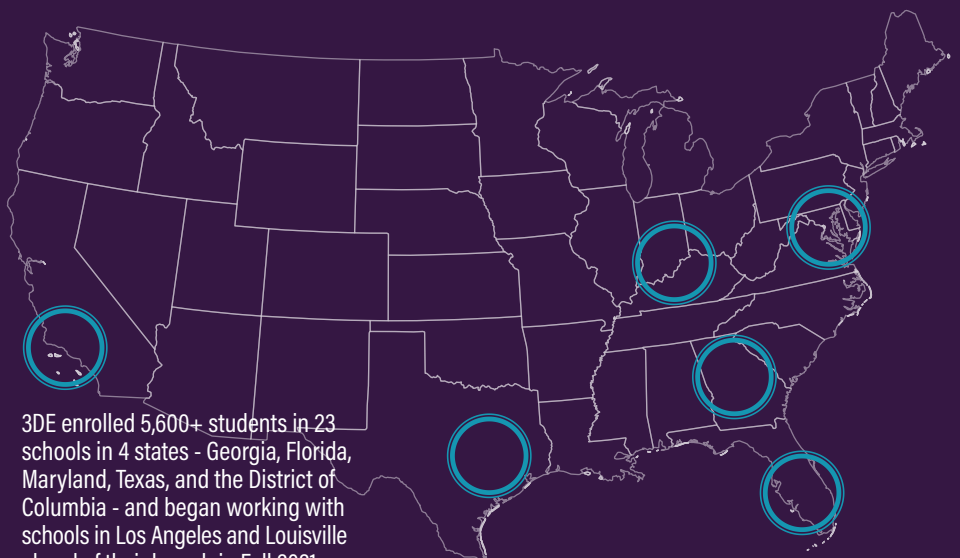 3DE enrolled 5,600+ students in 23
schools in 4 states - Georgia, Florida,
Maryland, Texas, and the District of
Columbia - and began working with
schools in Los Angeles and Louisville